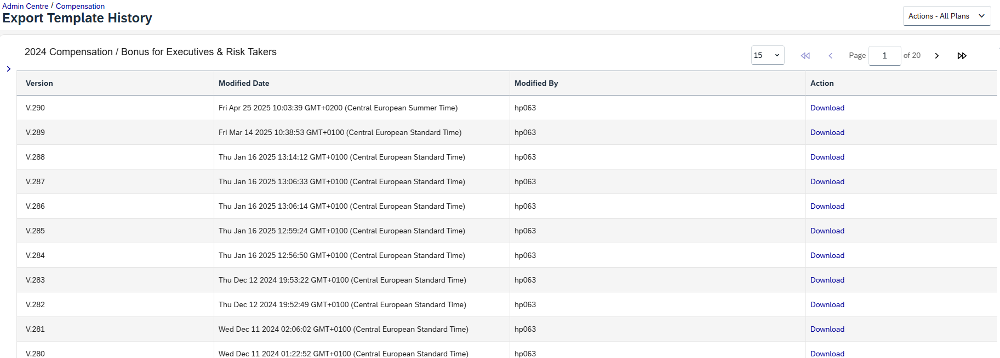 Admin Centre / Compensation
Export Template History
Actions - All Plans
2024 Compensation / Bonus for Executives & Risk Takers
15 Page 1 of 20
Version Modified Date Modified By Action
V.290 Fri Apr 25 2025 10:03:39 GMT+0200 (Central European Summer Time) hp063 Download
V.289 Fri Mar 14 2025 10:38:53 GMT+0100 (Central European Standard Time) hp063 Download
V.288 Thu Jan 16 2025 13:14:12 GMT+0100 (Central European Standard Time) hp063 Download
V.287 Thu Jan 16 2025 13:06:33 GMT+0100 (Central European Standard Time) hp063 Download
V.286 Thu Jan 16 2025 13:06:14 GMT+0100 (Central European Standard Time) hp063 Download
V.285 Thu Jan 16 2025 12:59:24 GMT+0100 (Central European Standard Time) hp063 Download
V.284 Thu Jan 16 2025 12:56:50 GMT+0100 (Central European Standard Time) hp063 Download
V.283 Thu Dec 12 2024 19:53:22 GMT+0100 (Central European Standard Time) hp063 Download
V.282 Thu Dec 12 2024 19:52:49 GMT+0100 (Central European Standard Time) hp063 Download
V.281 Wed Dec 11 2024 02:06:02 GMT+0100 (Central European Standard Time) hp063 Download
V.280 Wed Dec 11 2024 01:22:52 GMT+0100 (Central European Standard Time) hp063 Download